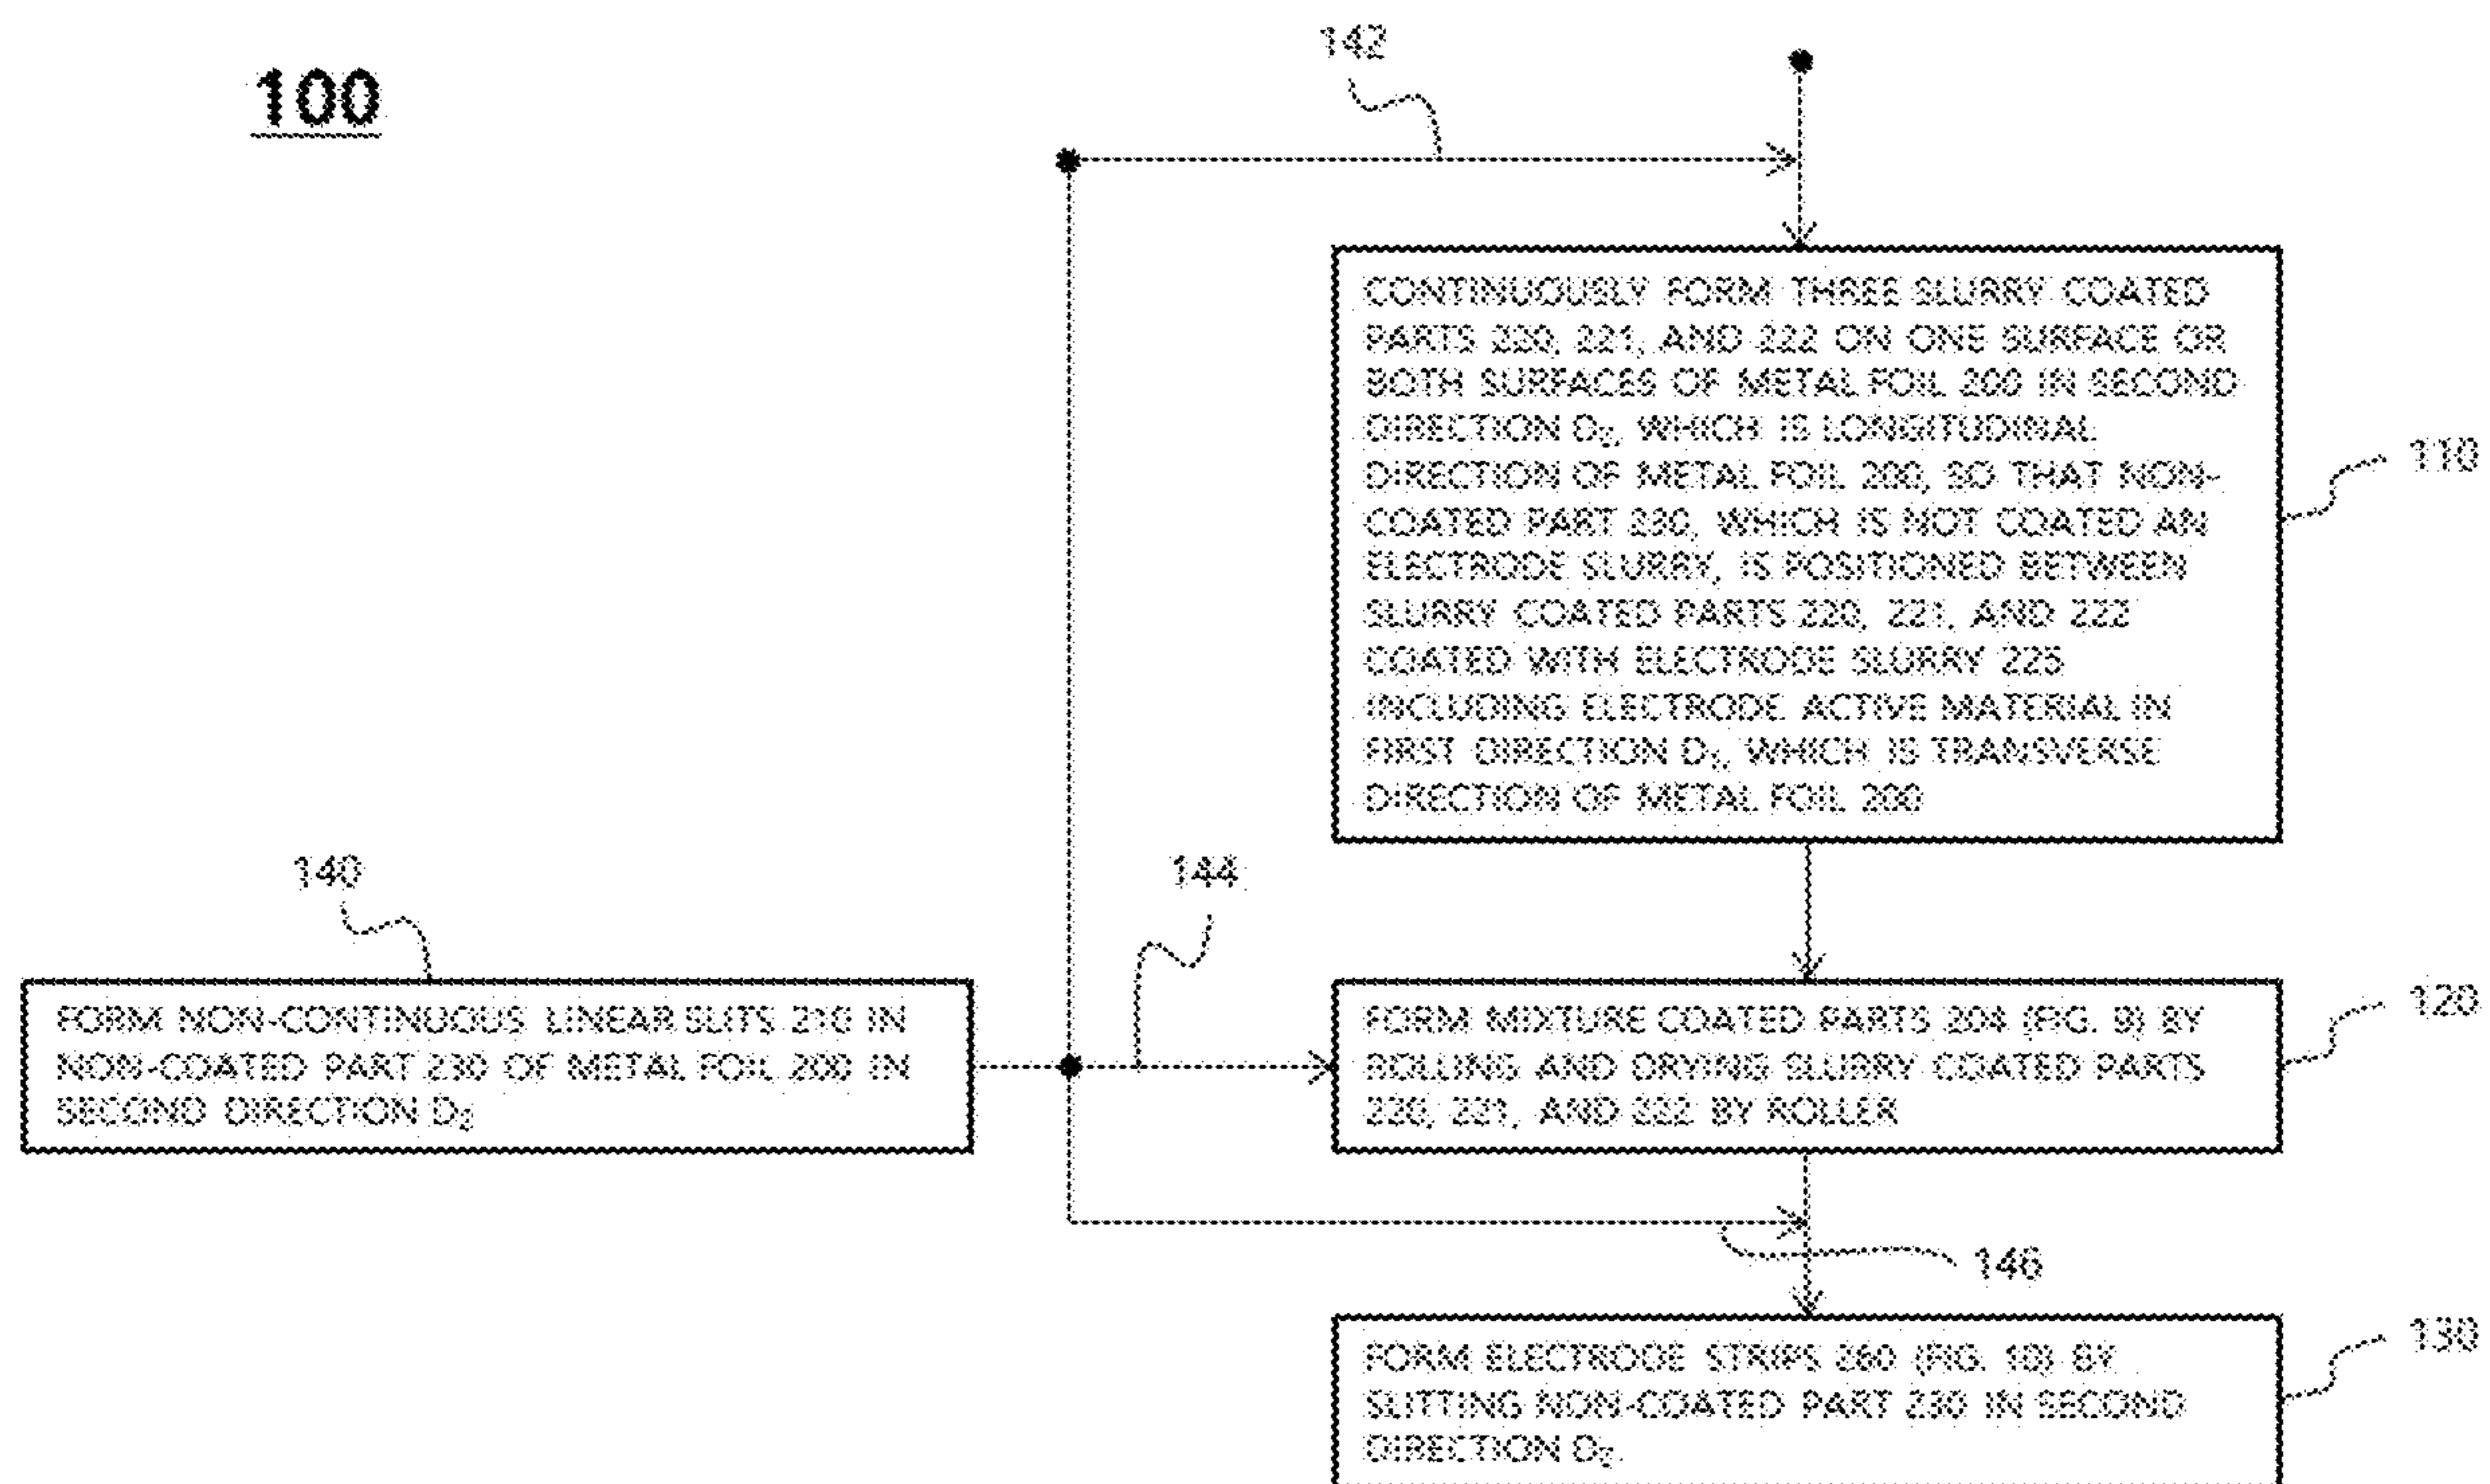 100
142
CONTINUOUSLY FORM THREE SLURRY COATED
PARTS 220, 221, AND 222 ON ONE SURFACE OR
BOTH SURFACES OF METAL FOIL 200 IN SECOND
DIRECTION D₂, WHICH IS LONGITUDINAL
DIRECTION OF METAL FOIL 200, SO THAT NON-
COATED PART 230, WHICH IS NOT COATED AN
ELECTRODE SLURRY, IS POSITIONED BETWEEN
SLURRY COATED PARTS 220, 221, AND 222
COATED WITH ELECTRODE SLURRY 225
INCLUDING ELECTRODE ACTIVE MATERIAL IN
FIRST DIRECTION D₁, WHICH IS TRANSVERSE
DIRECTION OF METAL FOIL 200
110
140
144
FORM NON-CONTINUOUS LINEAR SLITS 210 IN
NON-COATED PART 230 OF METAL FOIL 200 IN
SECOND DIRECTION D₂
FORM MIXTURE COATED PARTS 204 (FIG. 9) BY
ROLLING AND DRYING SLURRY COATED PARTS
220, 221, AND 222 BY ROLLER
120
146
FORM ELECTRODE STRIPS 260 (FIG. 10) BY
SLITTING NON-COATED PART 230 IN SECOND
DIRECTION D₂
130